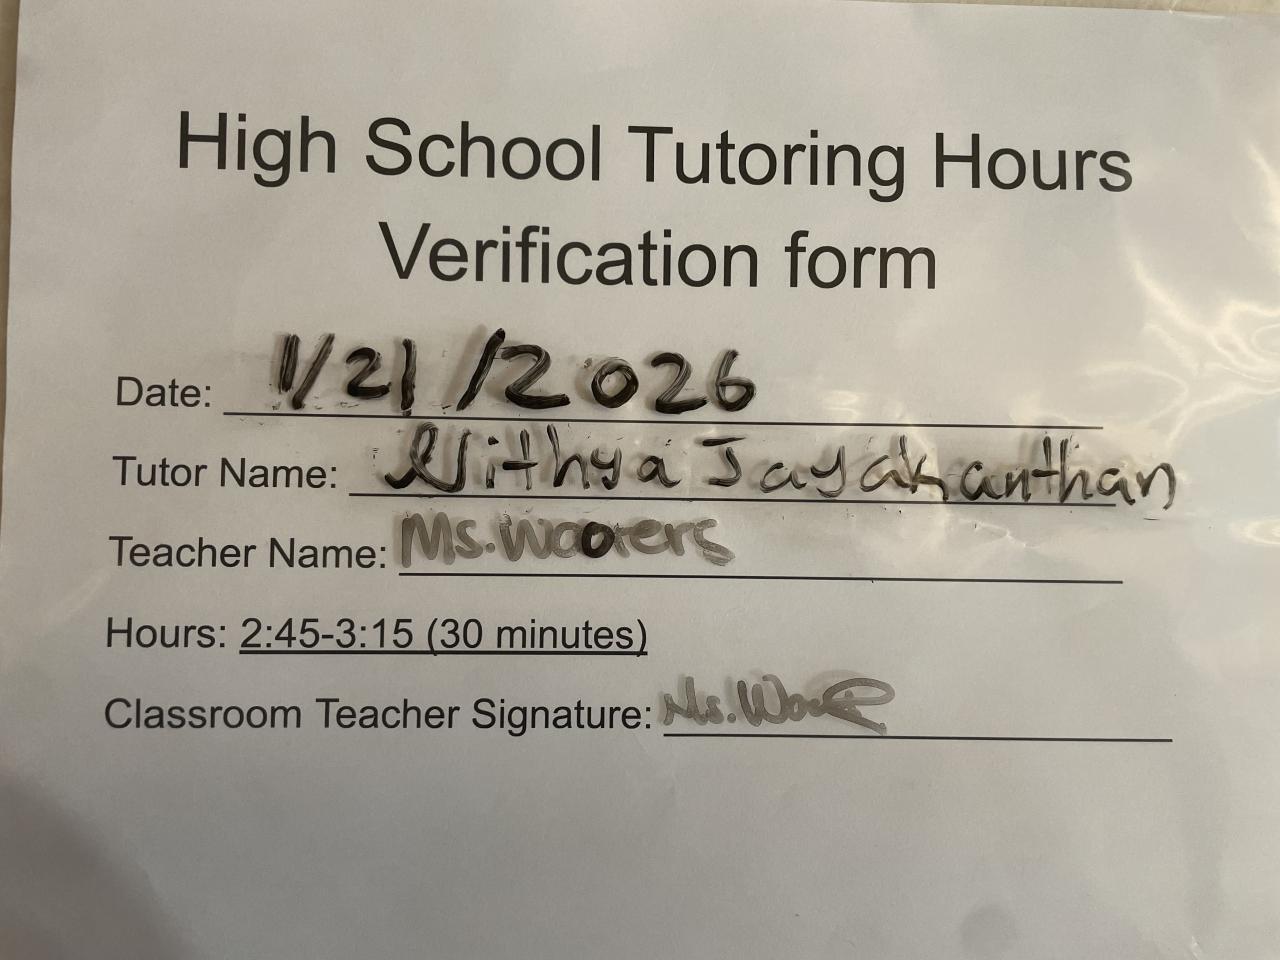 High School Tutoring Hours
Verification form
Date: 1/21/2026
Tutor Name: Nithya Jayakanthan
Teacher Name: Ms. Wooters
Hours: 2:45-3:15 (30 minutes)
Classroom Teacher Signature: Ms.